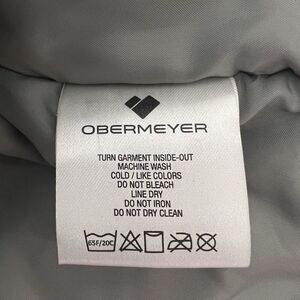 OBERMEYER
TURN GARMENT INSIDE-OUT
MACHINE WASH
COLD / LIKE COLORS
DO NOT BLEACH
LINE DRY
DO NOT IRON
DO NOT DRY CLEAN
65F/20C